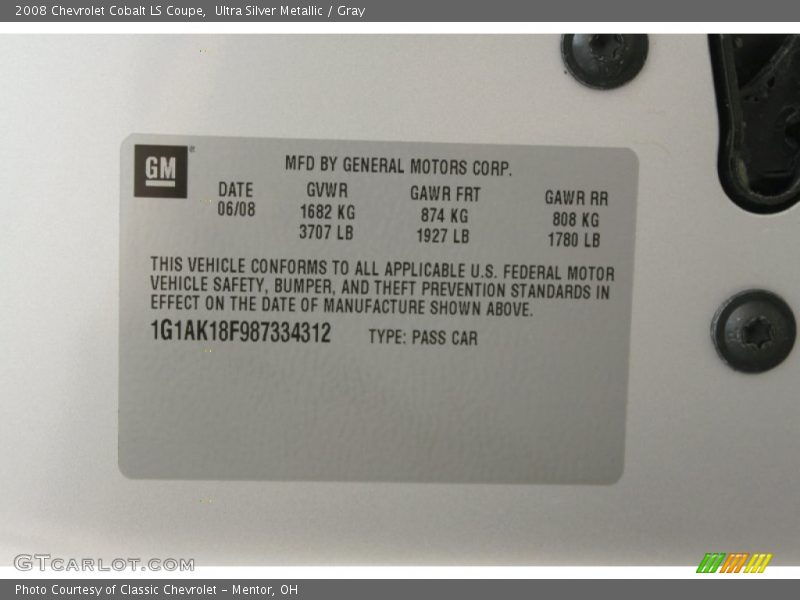 2008 Chevrolet Cobalt LS Coupe,  Ultra Silver Metallic / Gray
GM
MFD BY GENERAL MOTORS CORP.
DATE GVWR GAWR FRT GAWR RR
06/08 1682 KG 874 KG 808 KG
3707 LB 1927 LB 1780 LB
THIS VEHICLE CONFORMS TO ALL APPLICABLE U.S. FEDERAL MOTOR
VEHICLE SAFETY, BUMPER, AND THEFT PREVENTION STANDARDS IN
EFFECT ON THE DATE OF MANUFACTURE SHOWN ABOVE.
1G1AK18F987334312 TYPE: PASS CAR
GTCARLOT.COM
Photo Courtesy of Classic Chevrolet - Mentor, OH